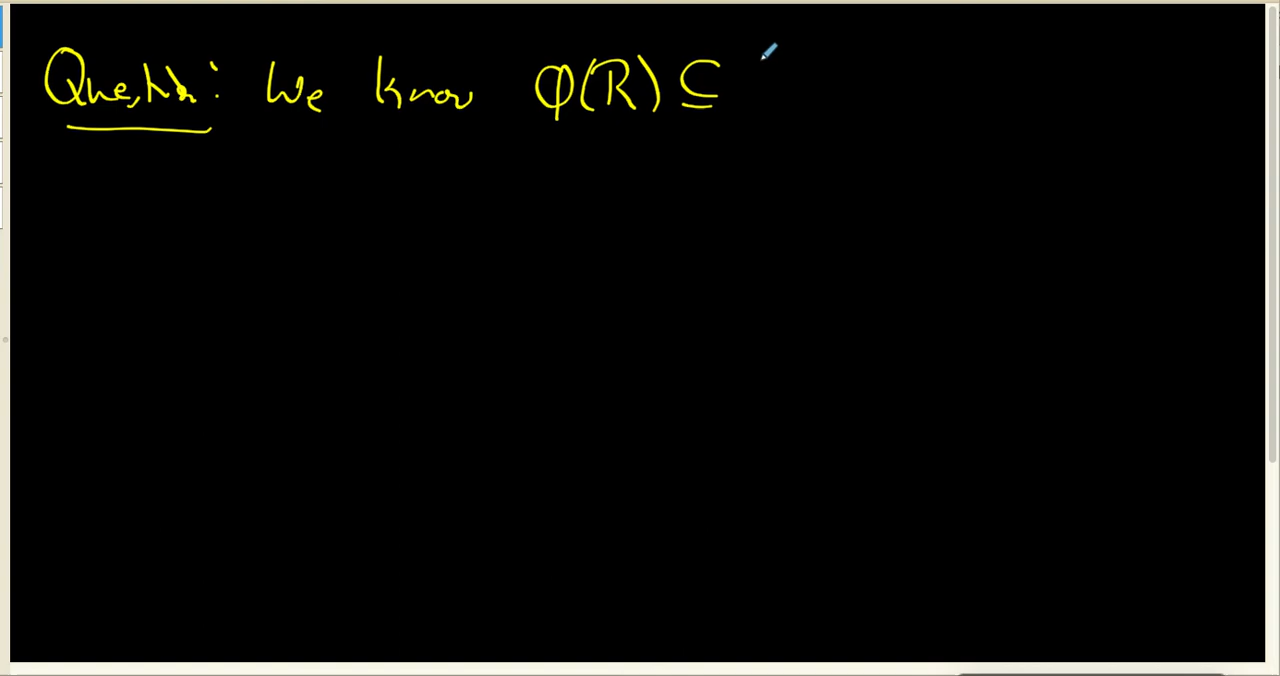 Question: We know φ(R) ⊆